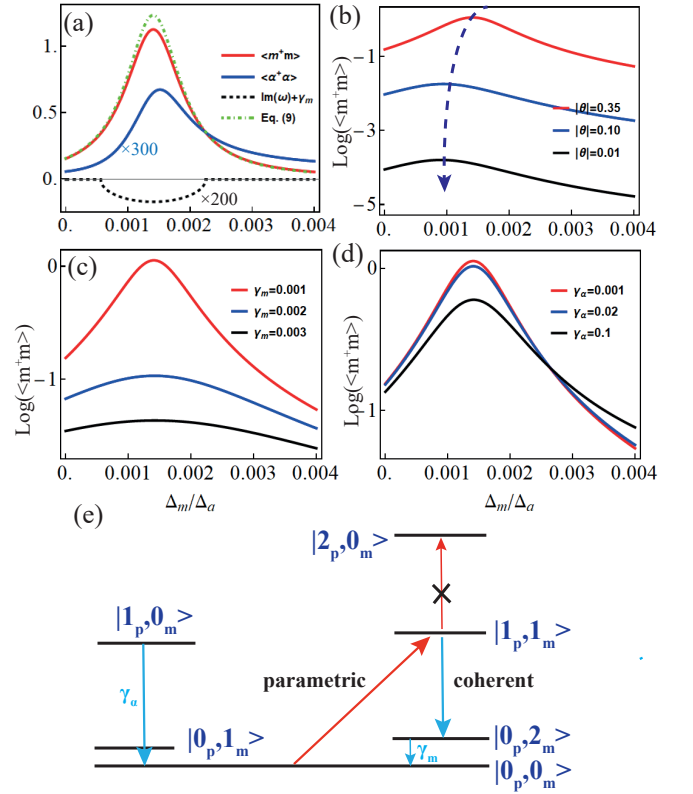 (a)
1.
0.5
0.
<m⁺m>
<α⁺α>
Im(ω)+γₘ
Eq. (9)
×300
×200
0. 0.001 0.002 0.003 0.004
(b)
Log(<m⁺m>)
-1
-3
-5
|θ|=0.35
|θ|=0.10
|θ|=0.01
0. 0.001 0.002 0.003 0.004
(c)
Log(<m⁺m>)
0
-1
γₘ=0.001
γₘ=0.002
γₘ=0.003
0. 0.001 0.002 0.003 0.004
Δₘ/Δₐ
(d)
Log(<m⁺m>)
0
1
γ_α=0.001
γ_α=0.02
γ_α=0.1
0. 0.001 0.002 0.003 0.004
Δₘ/Δₐ
(e)
|2ₚ,0ₘ>
|1ₚ,0ₘ>
|1ₚ,1ₘ>
γ_α
parametric
coherent
|0ₚ,1ₘ>
|0ₚ,2ₘ>
γₘ
|0ₚ,0ₘ>